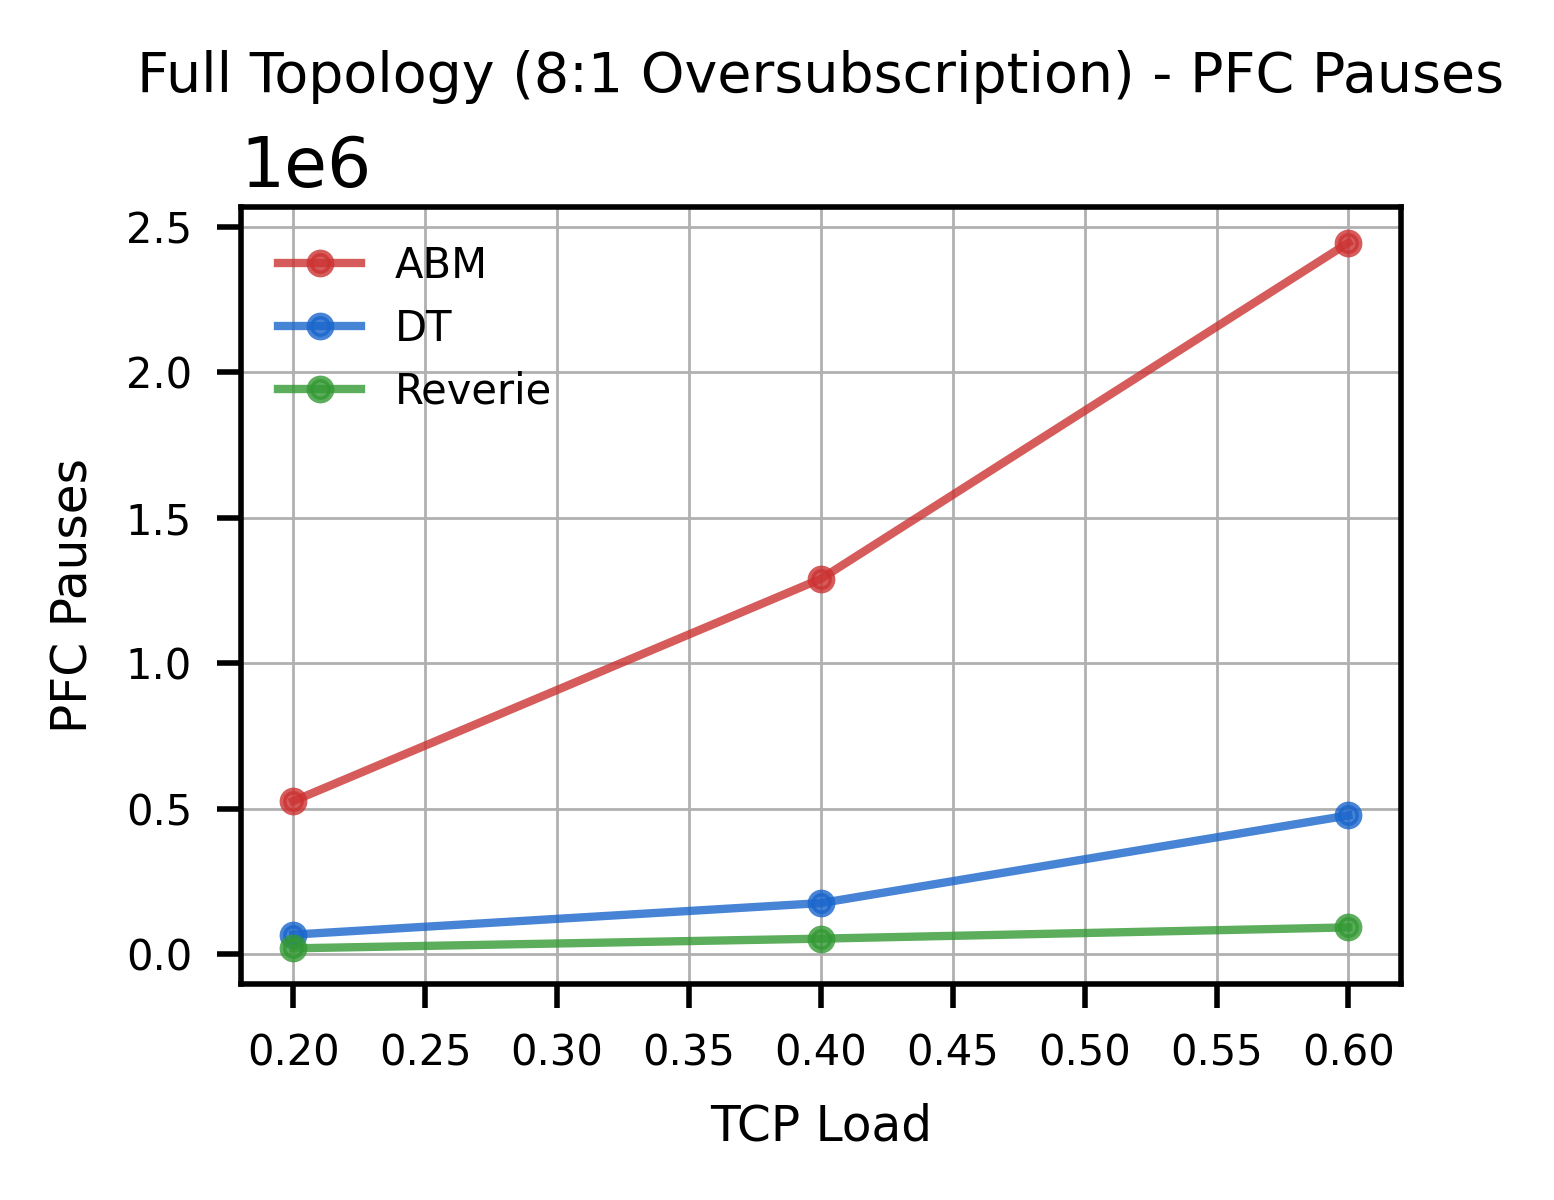 Full Topology (8:1 Oversubscription) - PFC Pauses
1e6
2.5
2.0
1.5
1.0
0.5
0.0
PFC Pauses
ABM
DT
Reverie
0.20 0.25 0.30 0.35 0.40 0.45 0.50 0.55 0.60
TCP Load